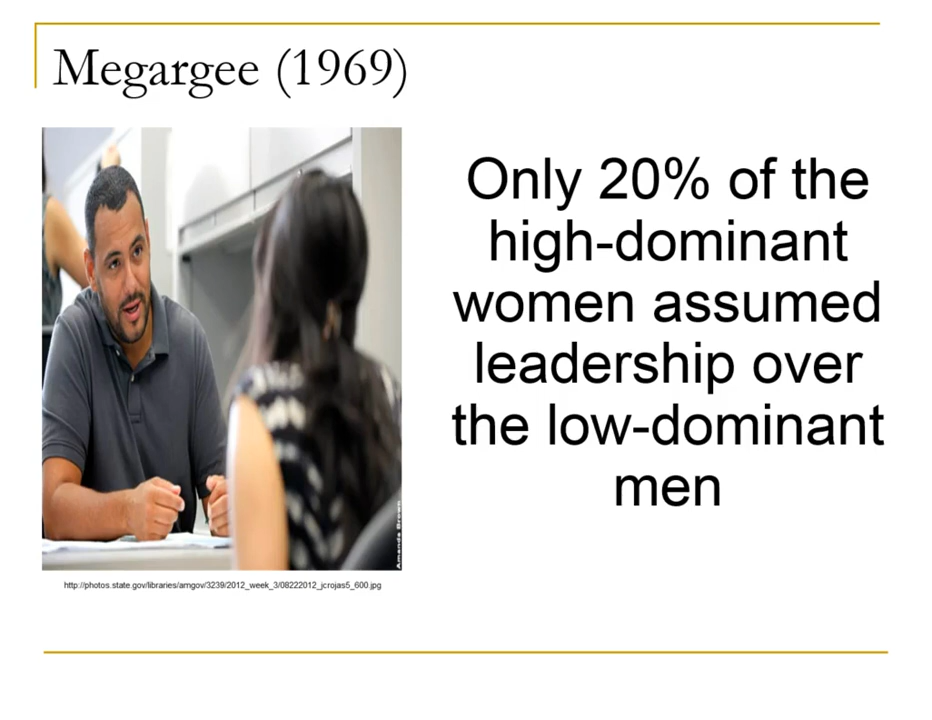 Megargee (1969)
Only 20% of the
high-dominant
women assumed
leadership over
the low-dominant
men
Amanda Brown
http://photos.state.gov/libraries/amgov/3239/2012_week_3/08222012_jcrojas5_600.jpg